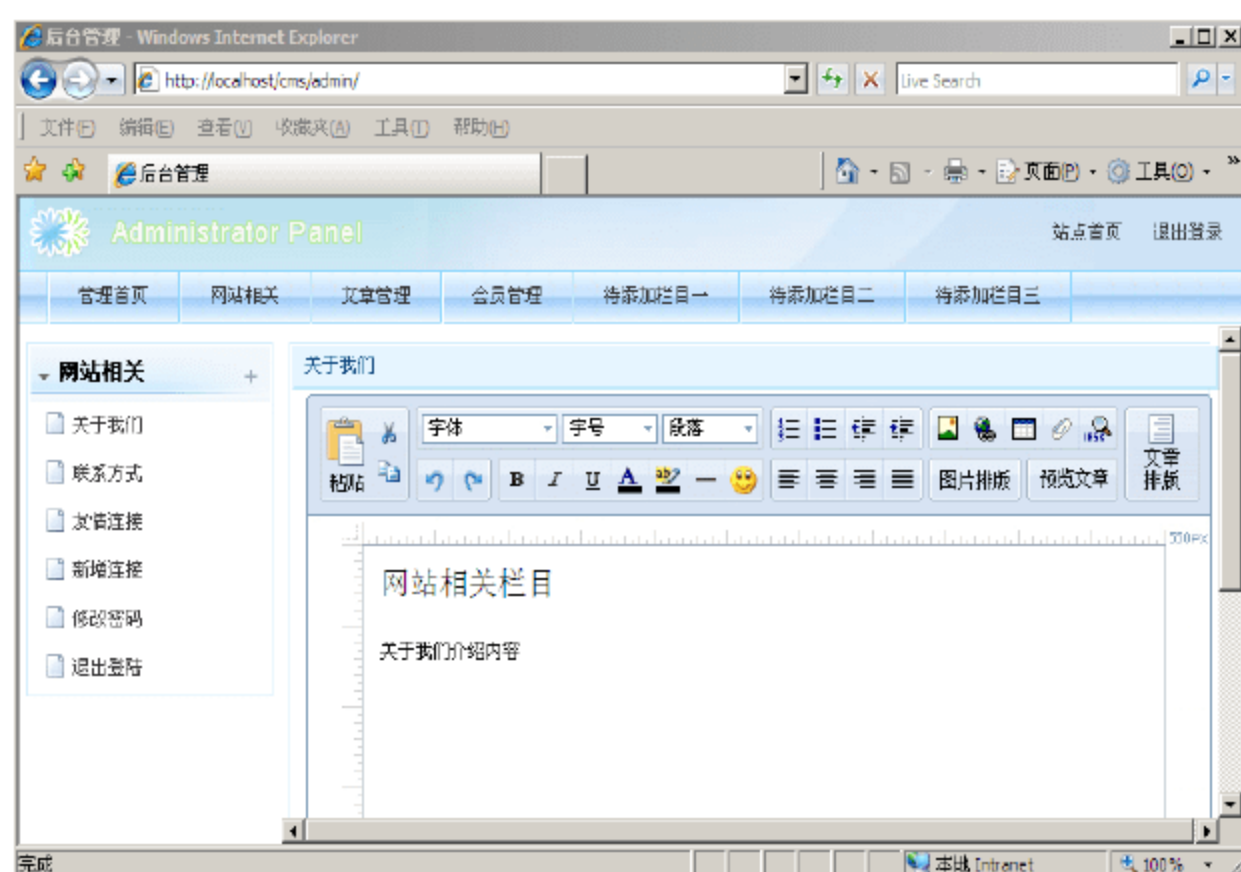 后台管理 - Windows Internet Explorer
http://localhost/cms/admin/
Live Search
文件(F) 编辑(E) 查看(V) 收藏夹(A) 工具(T) 帮助(H)
后台管理 页面(P) 工具(O)
Administrator Panel 站点首页 退出登录
管理首页 网站相关 文章管理 会员管理 待添加栏目一 待添加栏目二 待添加栏目三
网站相关 +
关于我们
关于我们
联系方式
友情连接
新增连接
修改密码
退出登陆
字体 字号 段落
粘贴 B I U A 图片排版 预览文章 文章排版
550PX
网站相关栏目
关于我们介绍内容
完成 本地 Intranet 100%